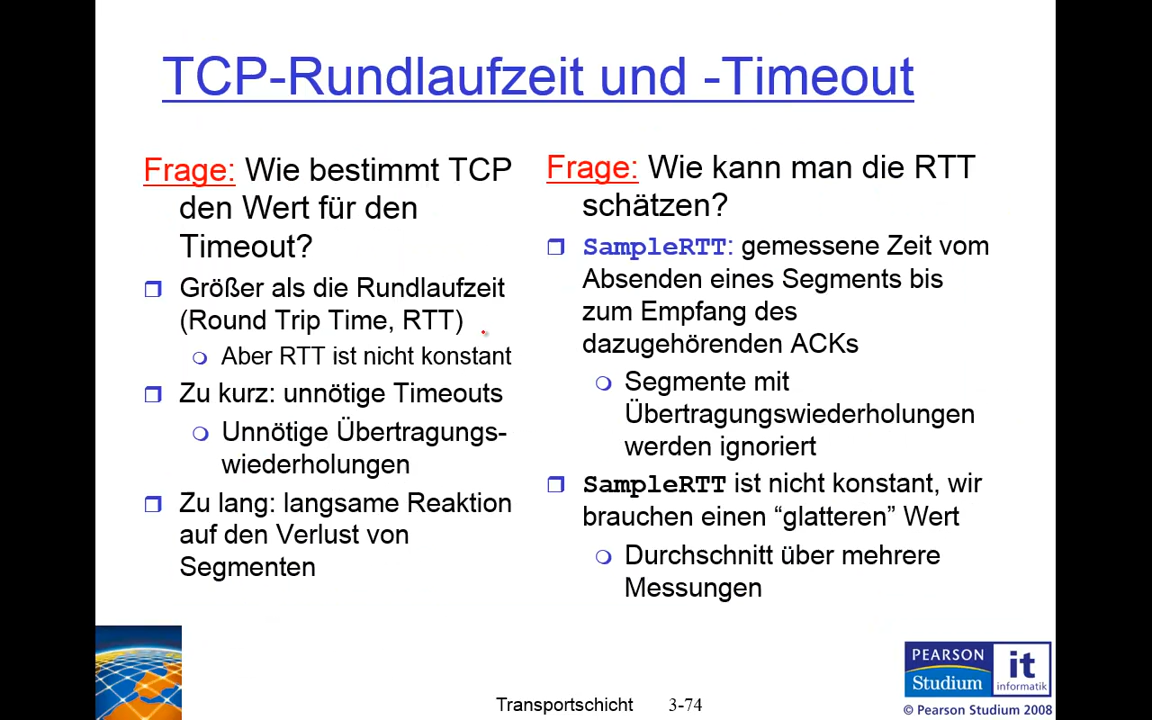 TCP-Rundlaufzeit und -Timeout
Frage: Wie bestimmt TCP
den Wert für den
Timeout?
Größer als die Rundlaufzeit
(Round Trip Time, RTT)
Aber RTT ist nicht konstant
Zu kurz: unnötige Timeouts
Unnötige Übertragungs-
wiederholungen
Zu lang: langsame Reaktion
auf den Verlust von
Segmenten
Frage: Wie kann man die RTT
schätzen?
SampleRTT: gemessene Zeit vom
Absenden eines Segments bis
zum Empfang des
dazugehörenden ACKs
Segmente mit
Übertragungswiederholungen
werden ignoriert
SampleRTT ist nicht konstant, wir
brauchen einen “glatteren” Wert
Durchschnitt über mehrere
Messungen
PEARSON
Studium
it
informatik
Transportschicht 3-74
© Pearson Studium 2008